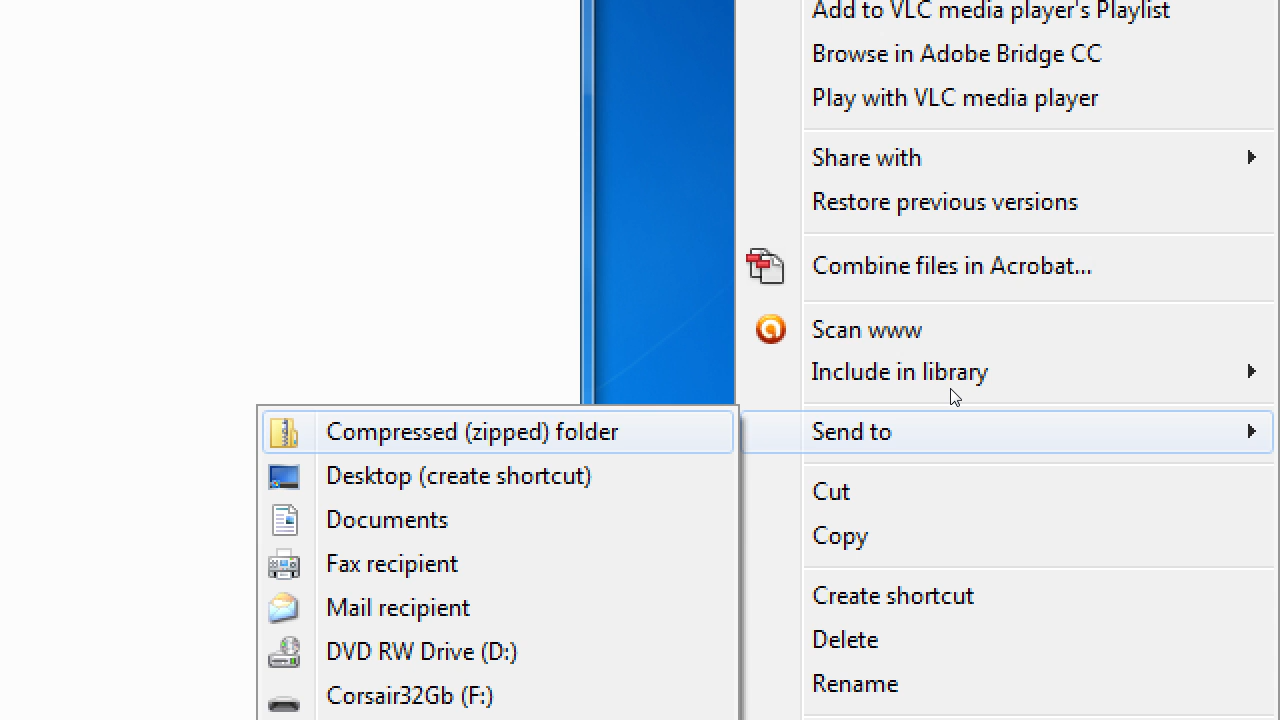 Add to VLC media player's Playlist
Browse in Adobe Bridge CC
Play with VLC media player
Share with
Restore previous versions
Combine files in Acrobat...
Scan www
Include in library
Send to
Cut
Copy
Create shortcut
Delete
Rename
Compressed (zipped) folder
Desktop (create shortcut)
Documents
Fax recipient
Mail recipient
DVD RW Drive (D:)
Corsair32Gb (F:)